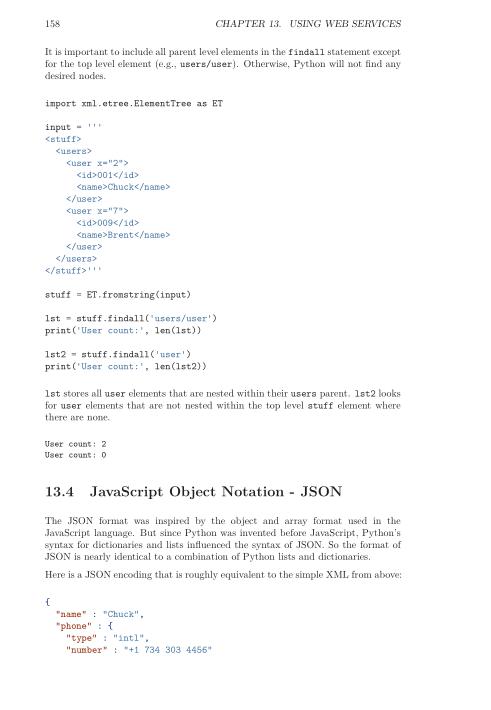 158 CHAPTER 13. USING WEB SERVICES
It is important to include all parent level elements in the findall statement except
for the top level element (e.g., users/user). Otherwise, Python will not find any
desired nodes.
import xml.etree.ElementTree as ET
input = '''
<stuff>
  <users>
    <user x="2">
      <id>001</id>
      <name>Chuck</name>
    </user>
    <user x="7">
      <id>009</id>
      <name>Brent</name>
    </user>
  </users>
</stuff>'''
stuff = ET.fromstring(input)
lst = stuff.findall('users/user')
print('User count:', len(lst))
lst2 = stuff.findall('user')
print('User count:', len(lst2))
lst stores all user elements that are nested within their users parent. lst2 looks
for user elements that are not nested within the top level stuff element where
there are none.
User count: 2
User count: 0
13.4 JavaScript Object Notation - JSON
The JSON format was inspired by the object and array format used in the
JavaScript language. But since Python was invented before JavaScript, Python's
syntax for dictionaries and lists influenced the syntax of JSON. So the format of
JSON is nearly identical to a combination of Python lists and dictionaries.
Here is a JSON encoding that is roughly equivalent to the simple XML from above:
{
  "name" : "Chuck",
  "phone" : {
    "type" : "intl",
    "number" : "+1 734 303 4456"